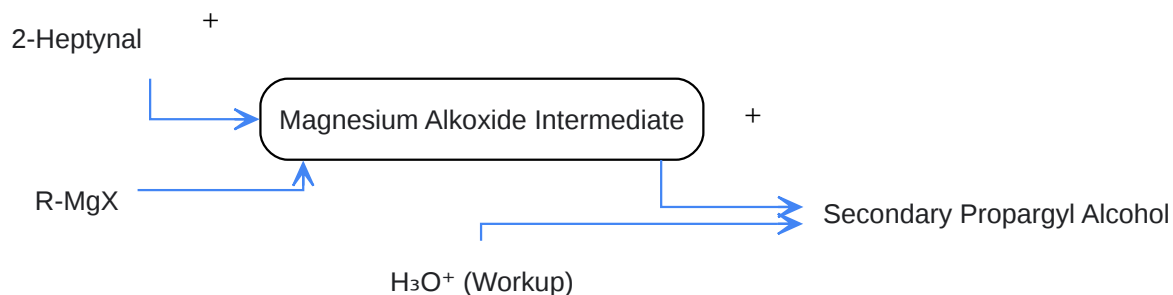 +
2-Heptynal
Magnesium Alkoxide Intermediate
+
R-MgX
Secondary Propargyl Alcohol
H₃O⁺ (Workup)